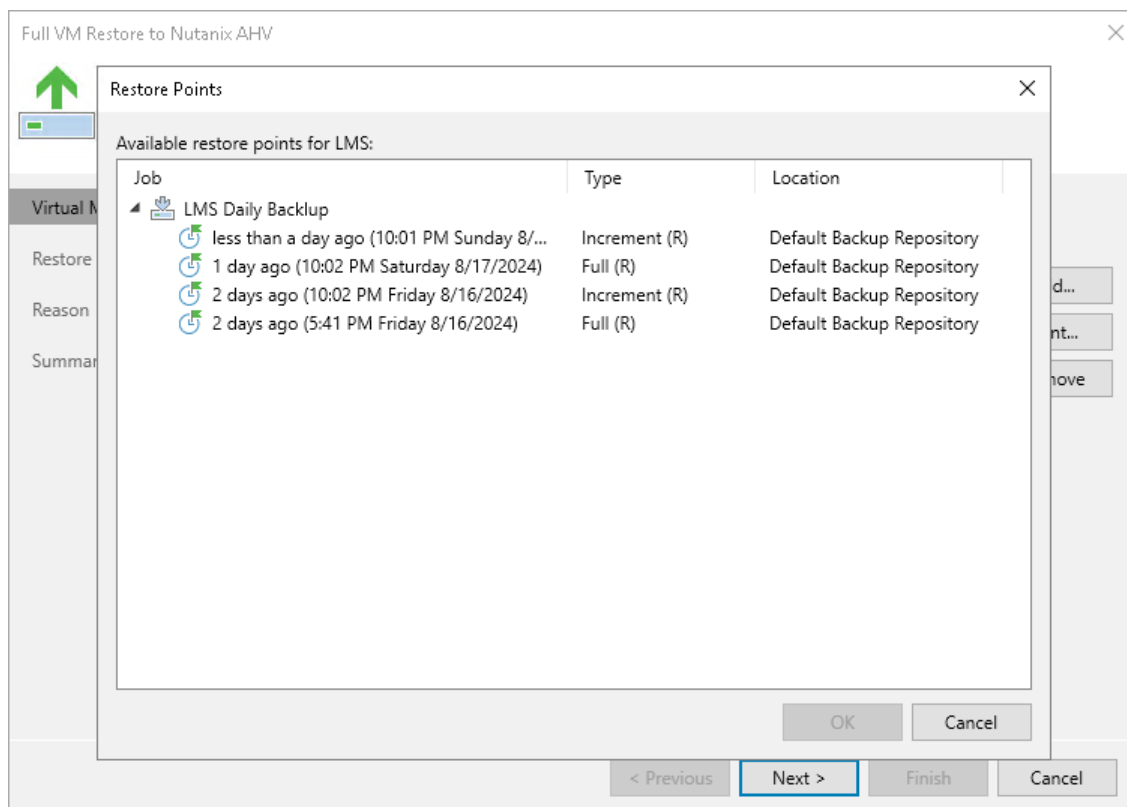 Full VM Restore to Nutanix AHV
Restore Points
Available restore points for LMS:
Job Type Location
LMS Daily Backlup
less than a day ago (10:01 PM Sunday 8/... Increment (R) Default Backup Repository
1 day ago (10:02 PM Saturday 8/17/2024) Full (R) Default Backup Repository
2 days ago (10:02 PM Friday 8/16/2024) Increment (R) Default Backup Repository
2 days ago (5:41 PM Friday 8/16/2024) Full (R) Default Backup Repository
Virtual M
Restore
Reason
Summar
d...
nt...
nove
OK Cancel
< Previous Next > Finish Cancel